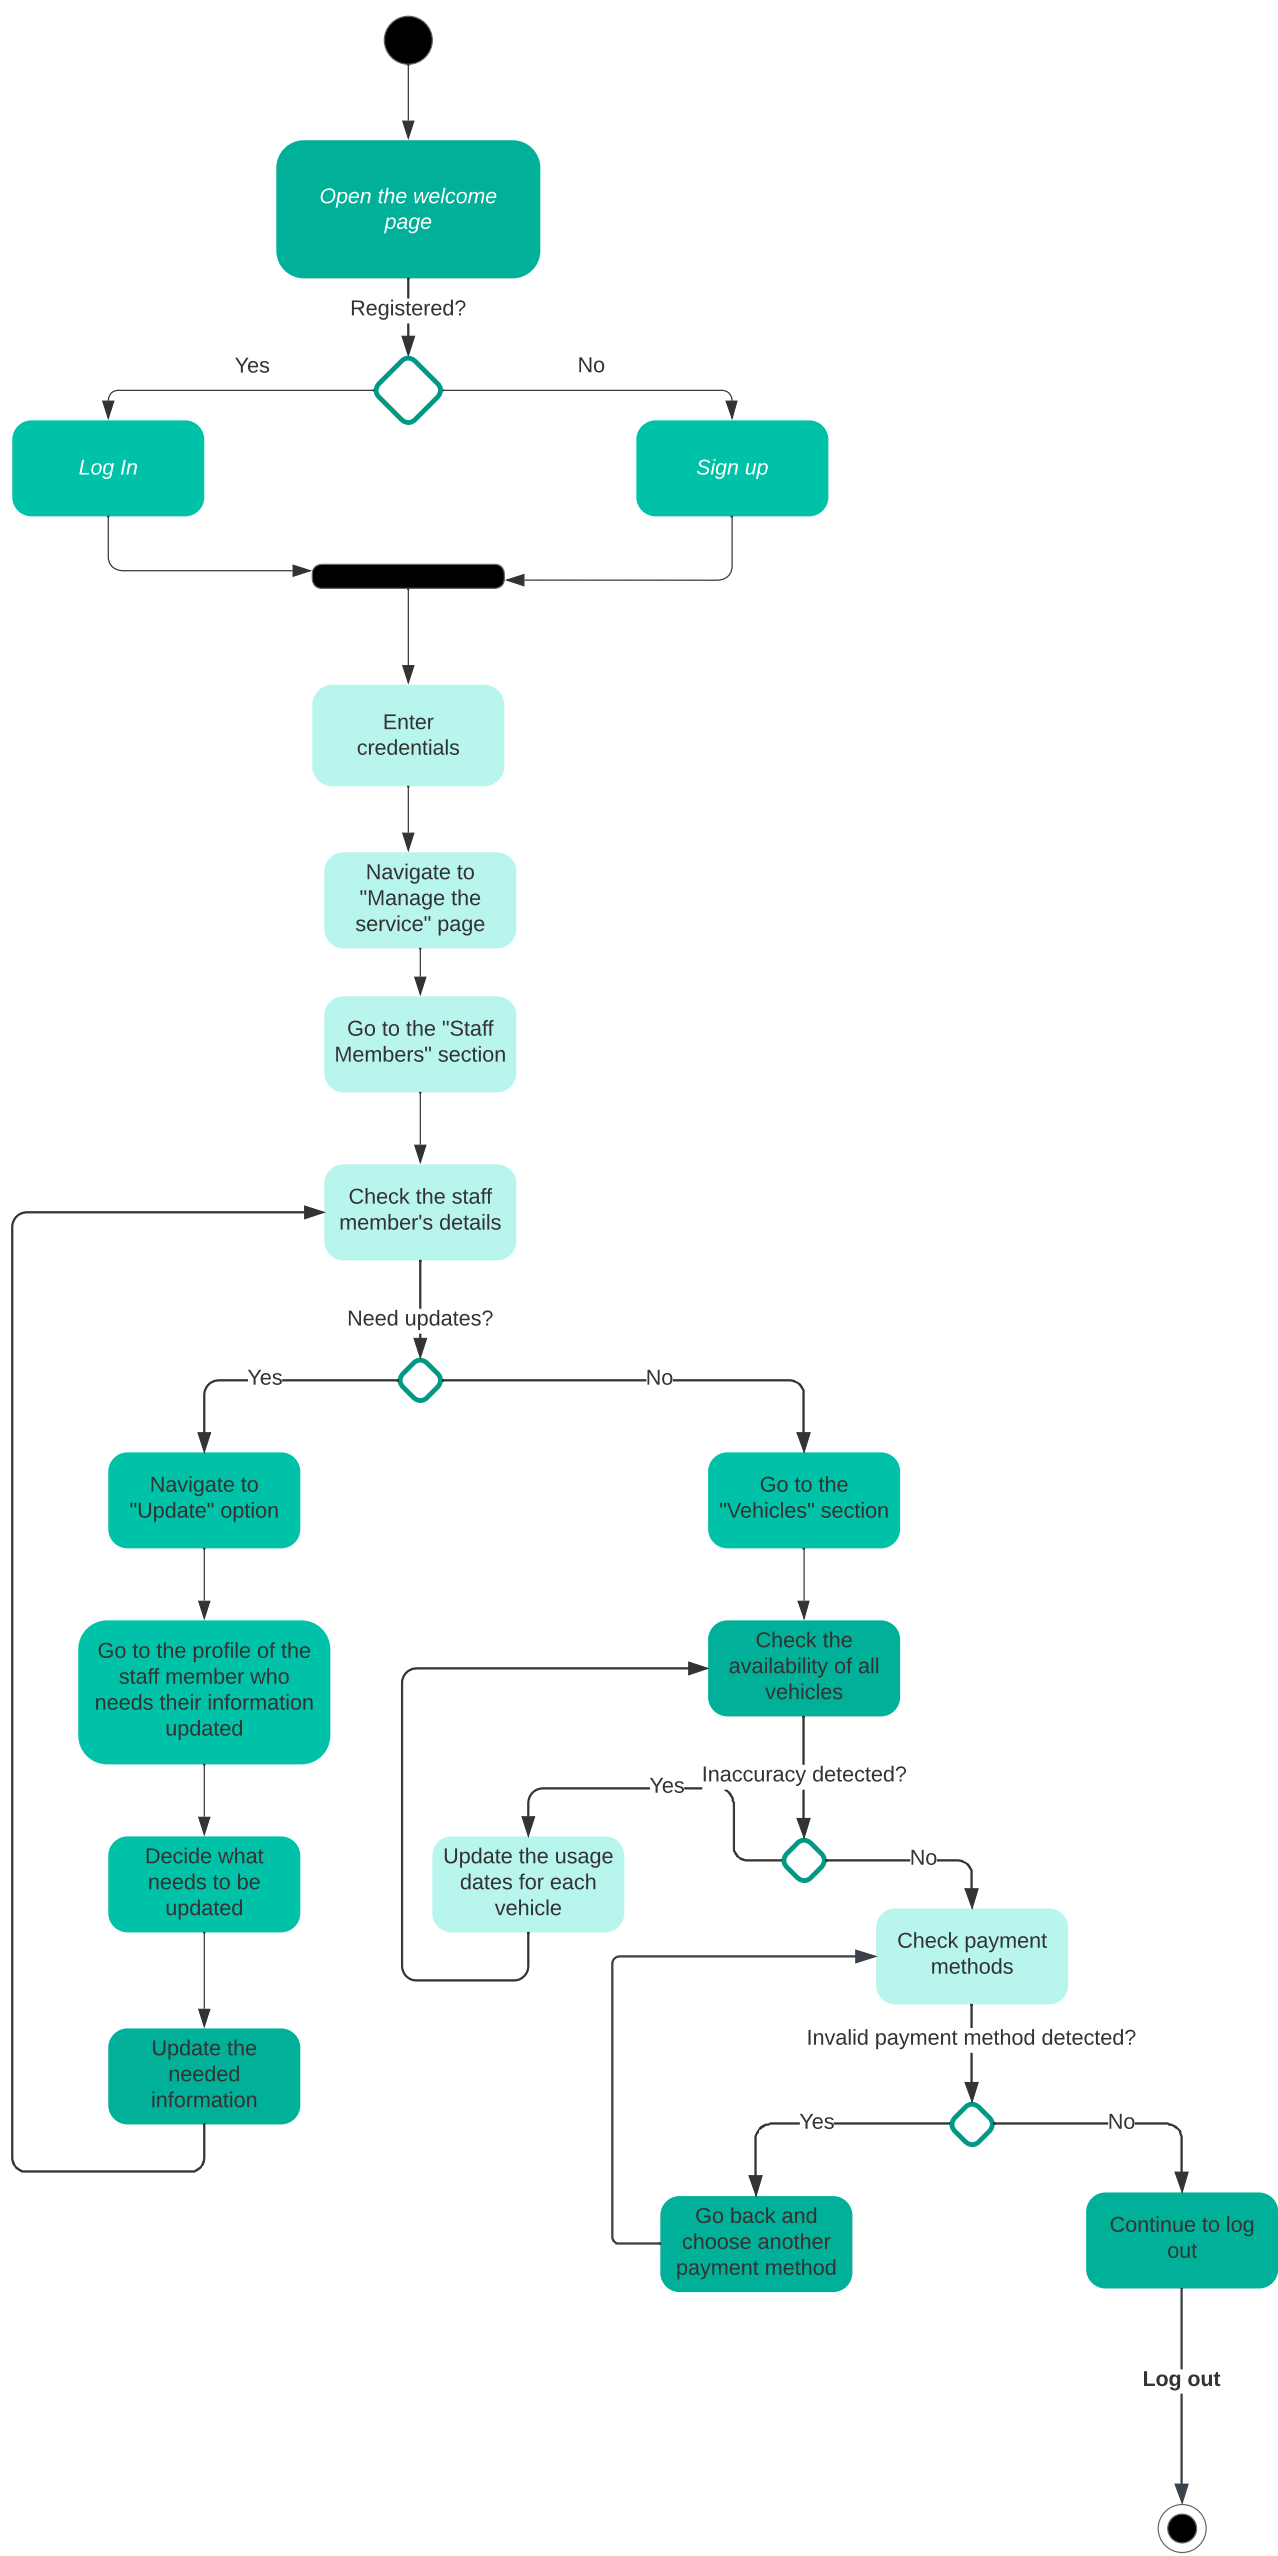 Open the welcome
page
Registered?
Yes
No
Log In
Sign up
Enter
credentials
Navigate to
"Manage the
service" page
Go to the "Staff
Members" section
Check the staff
member's details
Need updates?
Yes
No
Navigate to
"Update" option
Go to the
"Vehicles" section
Go to the profile of the
staff member who
needs their information
updated
Check the
availability of all
vehicles
Inaccuracy detected?
Yes
No
Decide what
needs to be
updated
Update the usage
dates for each
vehicle
Check payment
methods
Invalid payment method detected?
Update the
needed
information
Yes
No
Go back and
choose another
payment method
Continue to log
out
Log out